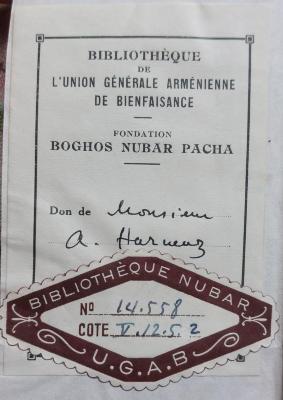 BIBLIOTHÈQUE
DE
L'UNION GÉNÉRALE ARMÉNIENNE
DE BIENFAISANCE
FONDATION
BOGHOS NUBAR PACHA
Don de Monsieur
A.
BIBLIOTHÈQUE NUBAR
No 14.558
COTE V.12.5.2
U.G.A.B